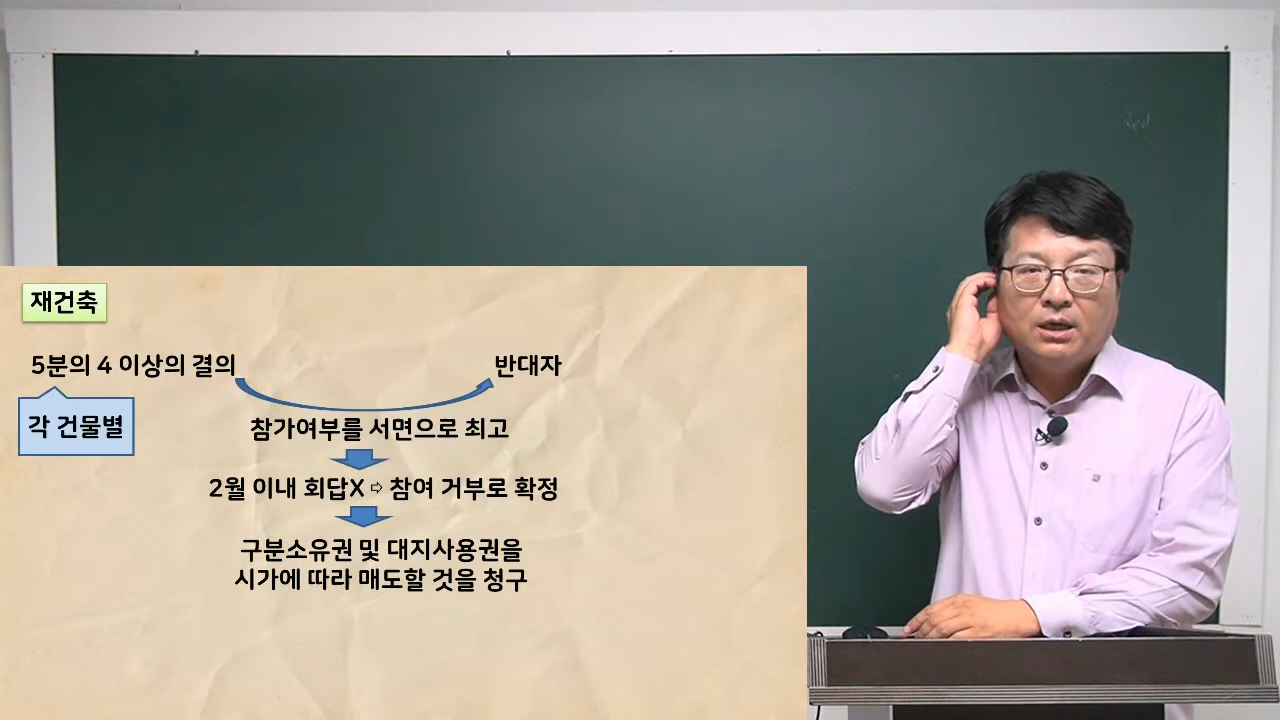 재건축
5분의 4 이상의 결의
반대자
각 건물별
참가여부를 서면으로 최고
2월 이내 회답X ⇨ 참여 거부로 확정
구분소유권 및 대지사용권을
시가에 따라 매도할 것을 청구